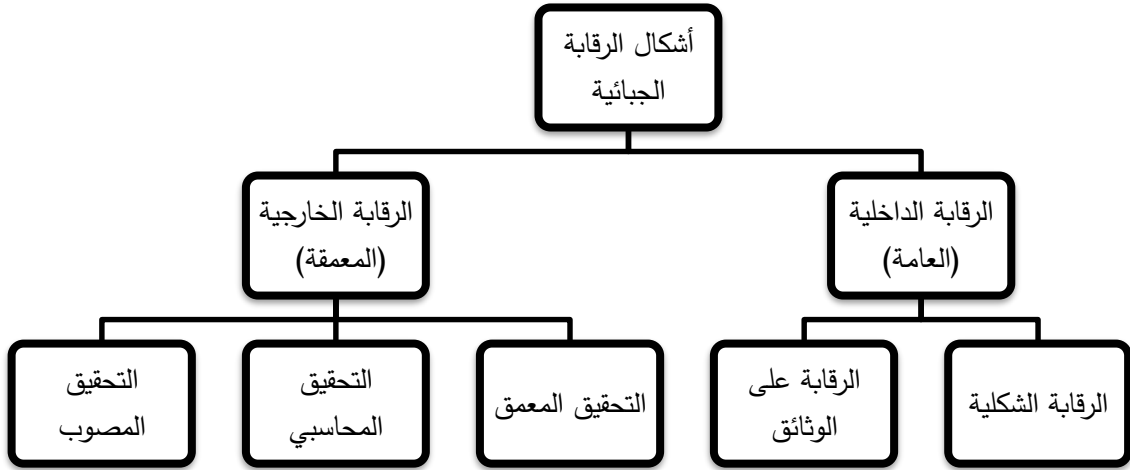 أشكال الرقابة
الجبائية
الرقابة الداخلية
(العامة)
الرقابة الخارجية
(المعمقة)
الرقابة الشكلية
الرقابة على
الوثائق
التحقيق المعمق
التحقيق
المحاسبي
التحقيق
المصوب